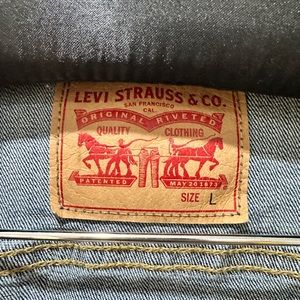 LEVI STRAUSS & CO.
SAN FRANCISCO
CAL
ORIGINAL RIVETED
QUALITY CLOTHING
PATENTED MAY 20 1873
SIZE L